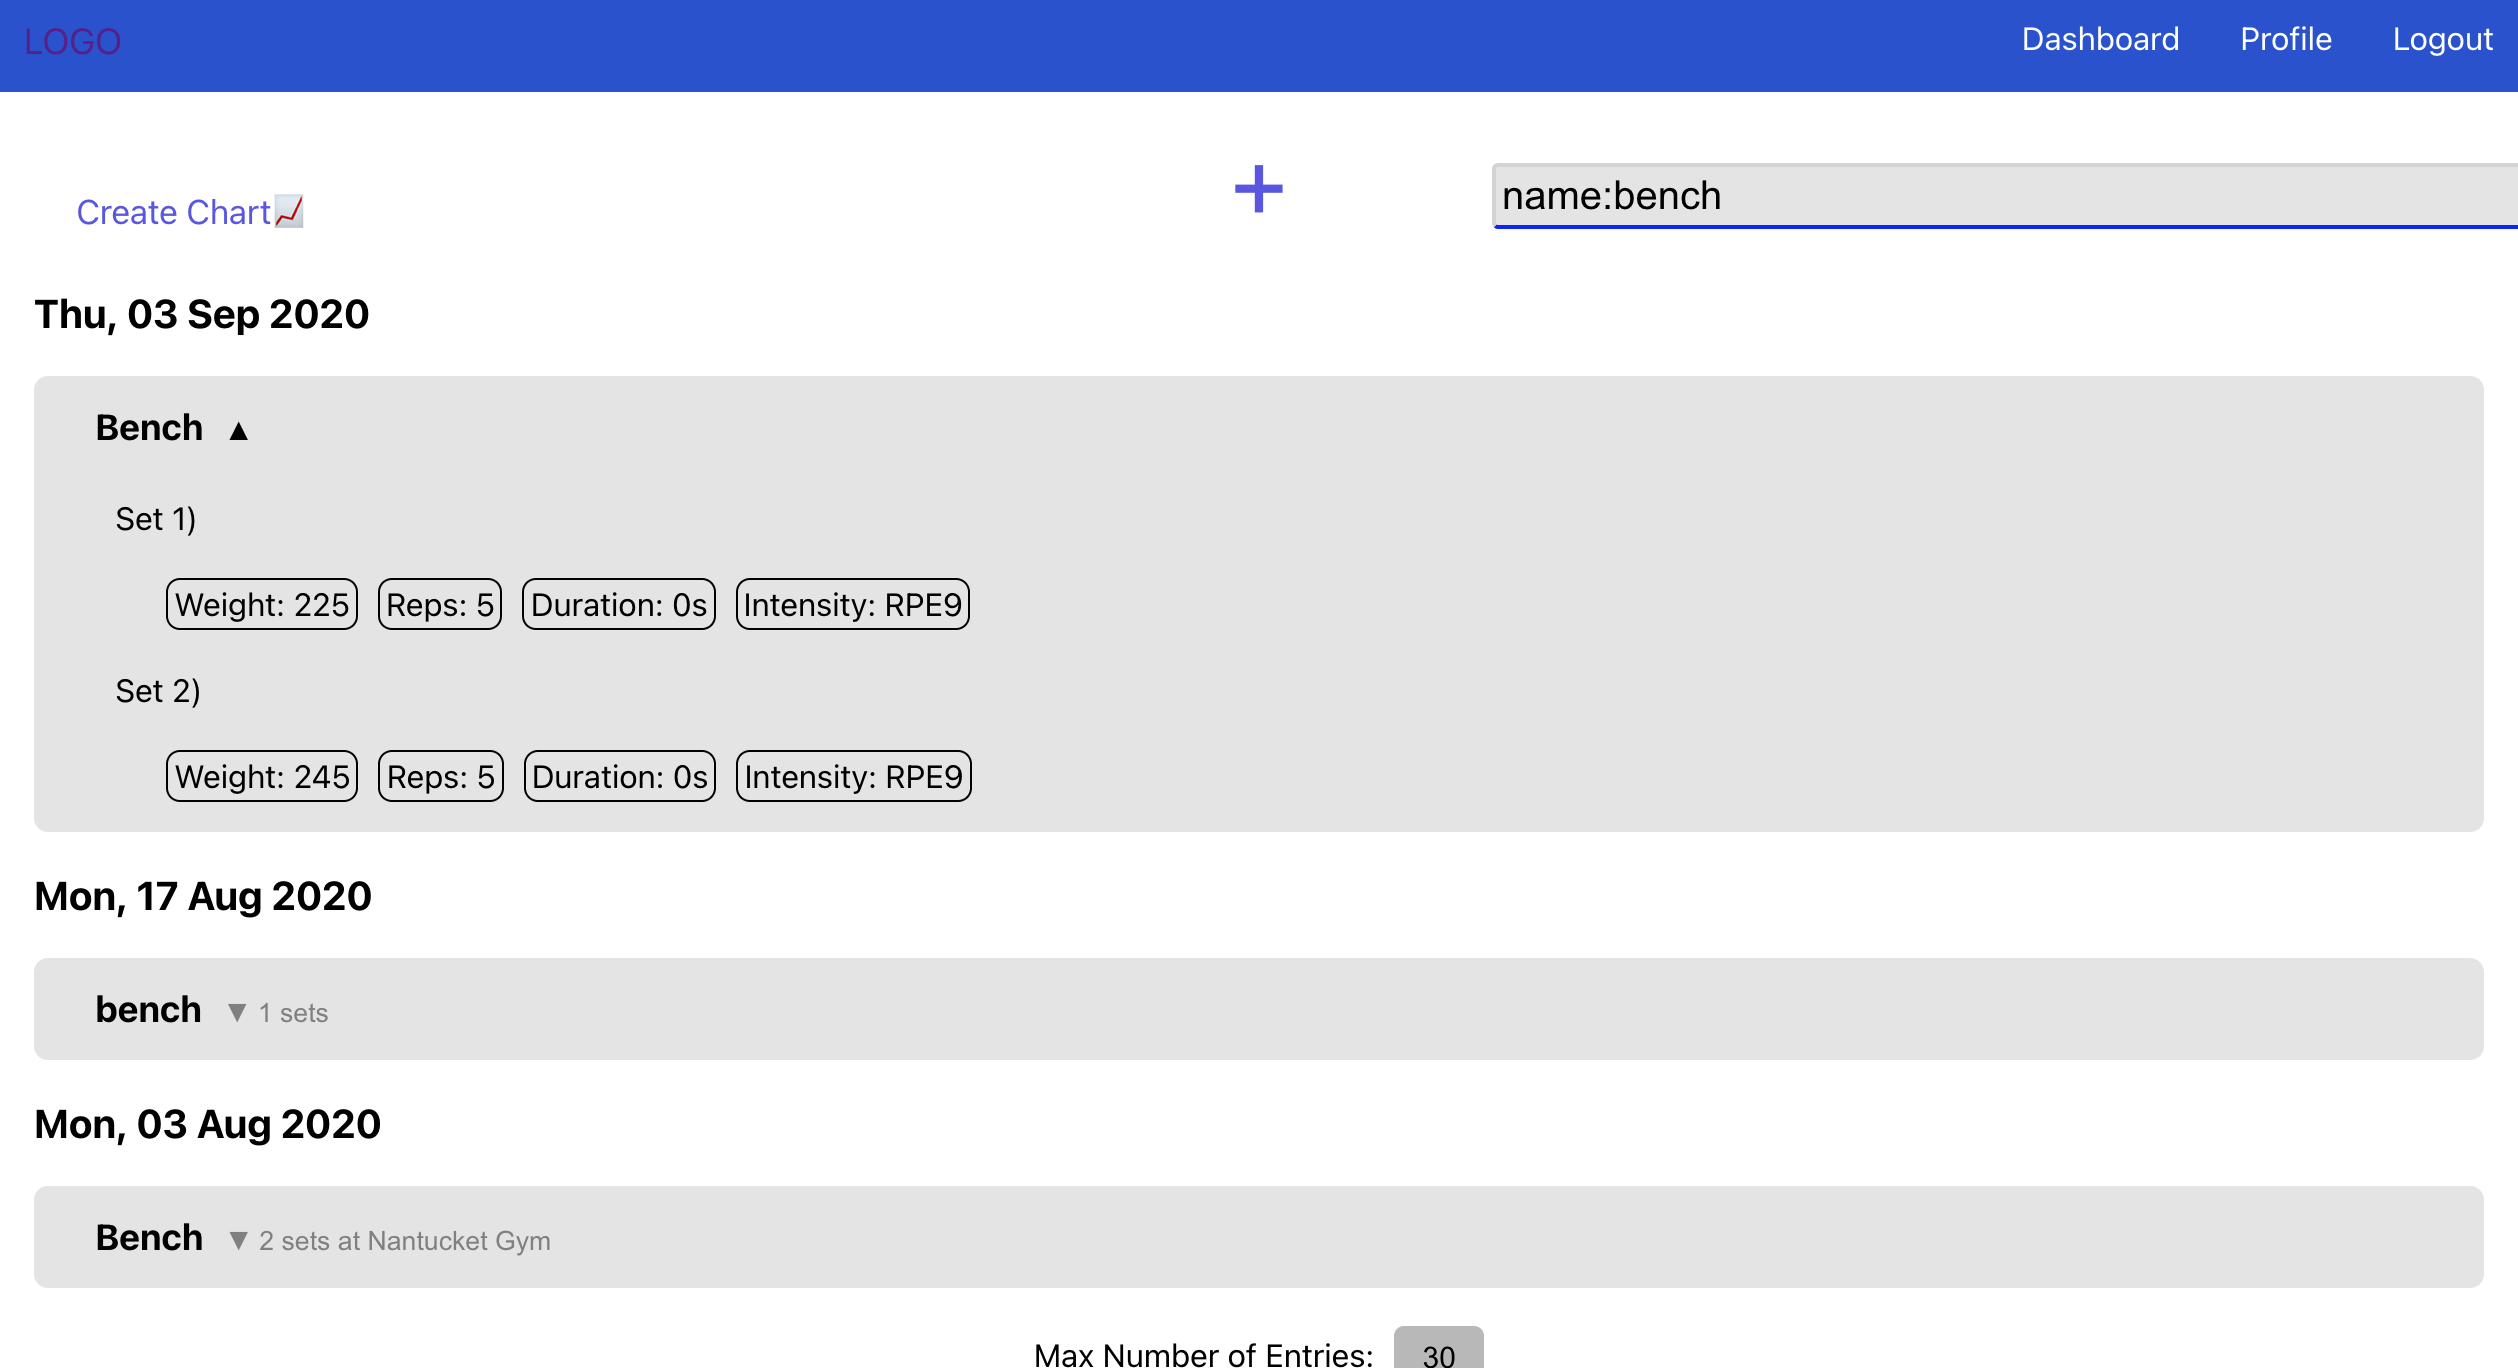 LOGO Dashboard Profile Logout
Create Chart + name:bench
Thu, 03 Sep 2020
Bench ▲
Set 1)
Weight: 225 Reps: 5 Duration: 0s Intensity: RPE9
Set 2)
Weight: 245 Reps: 5 Duration: 0s Intensity: RPE9
Mon, 17 Aug 2020
bench ▼ 1 sets
Mon, 03 Aug 2020
Bench ▼ 2 sets at Nantucket Gym
Max Number of Entries: 30